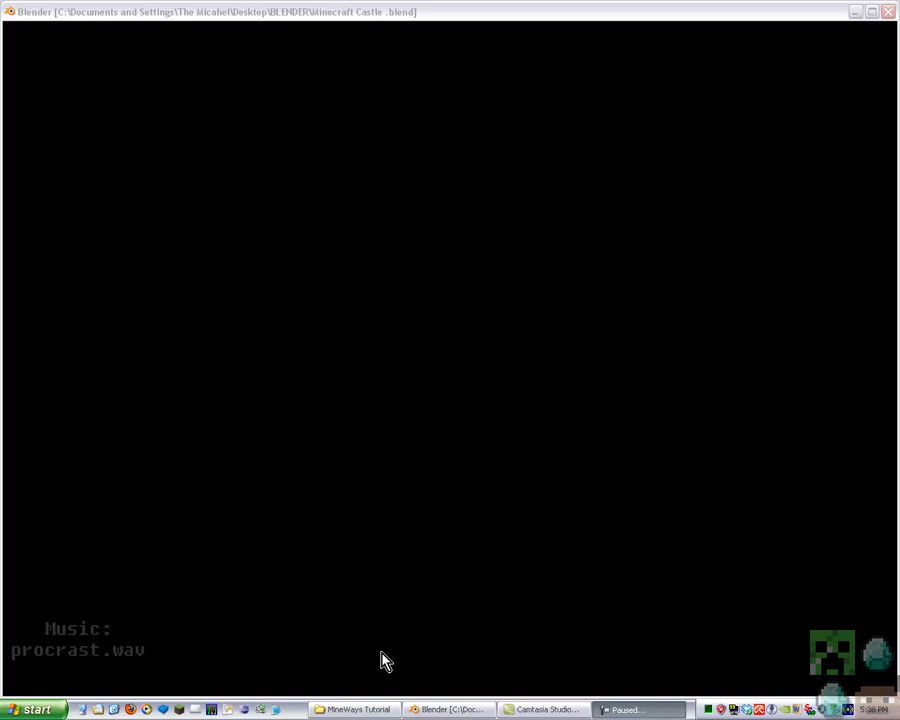 Blender [C:\Documents and Settings\The Micahel\Desktop\BLENDER\Minecraft Castle .blend]
Music:
procrast.wav
start
MineWays Tutorial
Blender [C:\Doc...
Camtasia Studio...
Paused...
5:38 PM